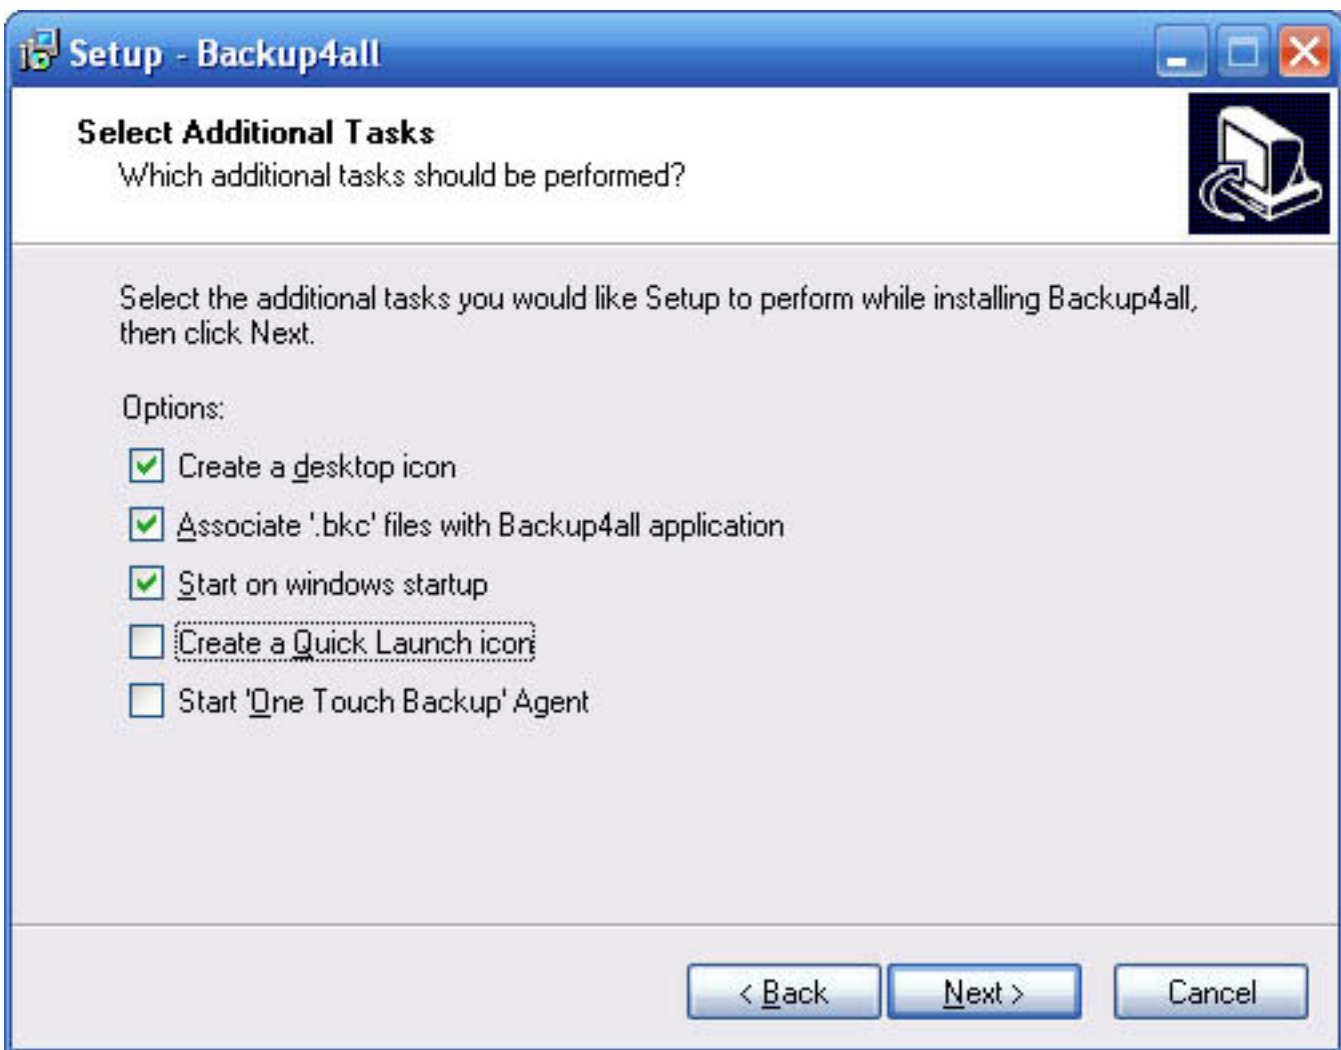 Setup - Backup4all
Select Additional Tasks
Which additional tasks should be performed?
Select the additional tasks you would like Setup to perform while installing Backup4all,
then click Next.
Options:
Create a desktop icon
Associate '.bkc' files with Backup4all application
Start on windows startup
Create a Quick Launch icon
Start 'One Touch Backup' Agent
< Back Next > Cancel